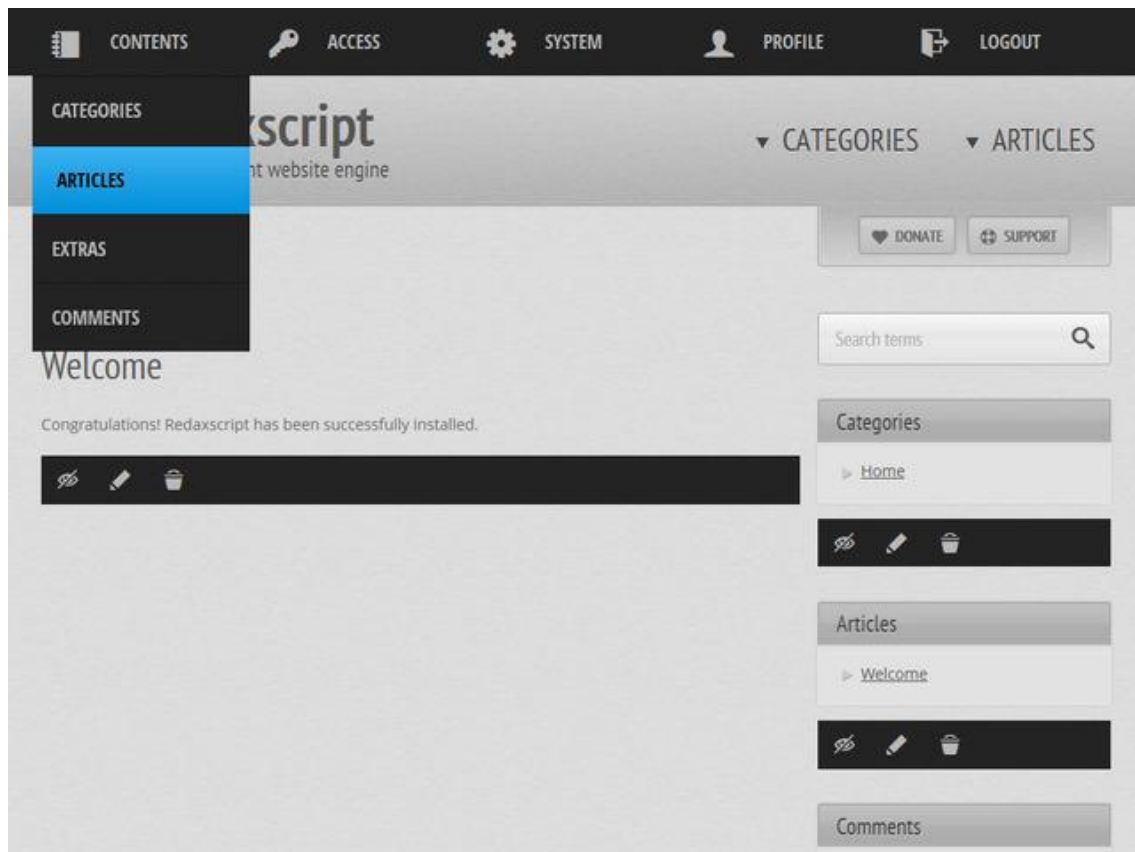 CONTENTS ACCESS SYSTEM PROFILE LOGOUT
CATEGORIES
ARTICLES
EXTRAS
COMMENTS
xscript
nt website engine
CATEGORIES ARTICLES
DONATE SUPPORT
Search terms
Welcome
Congratulations! Redaxscript has been successfully installed.
Categories
Home
Articles
Welcome
Comments